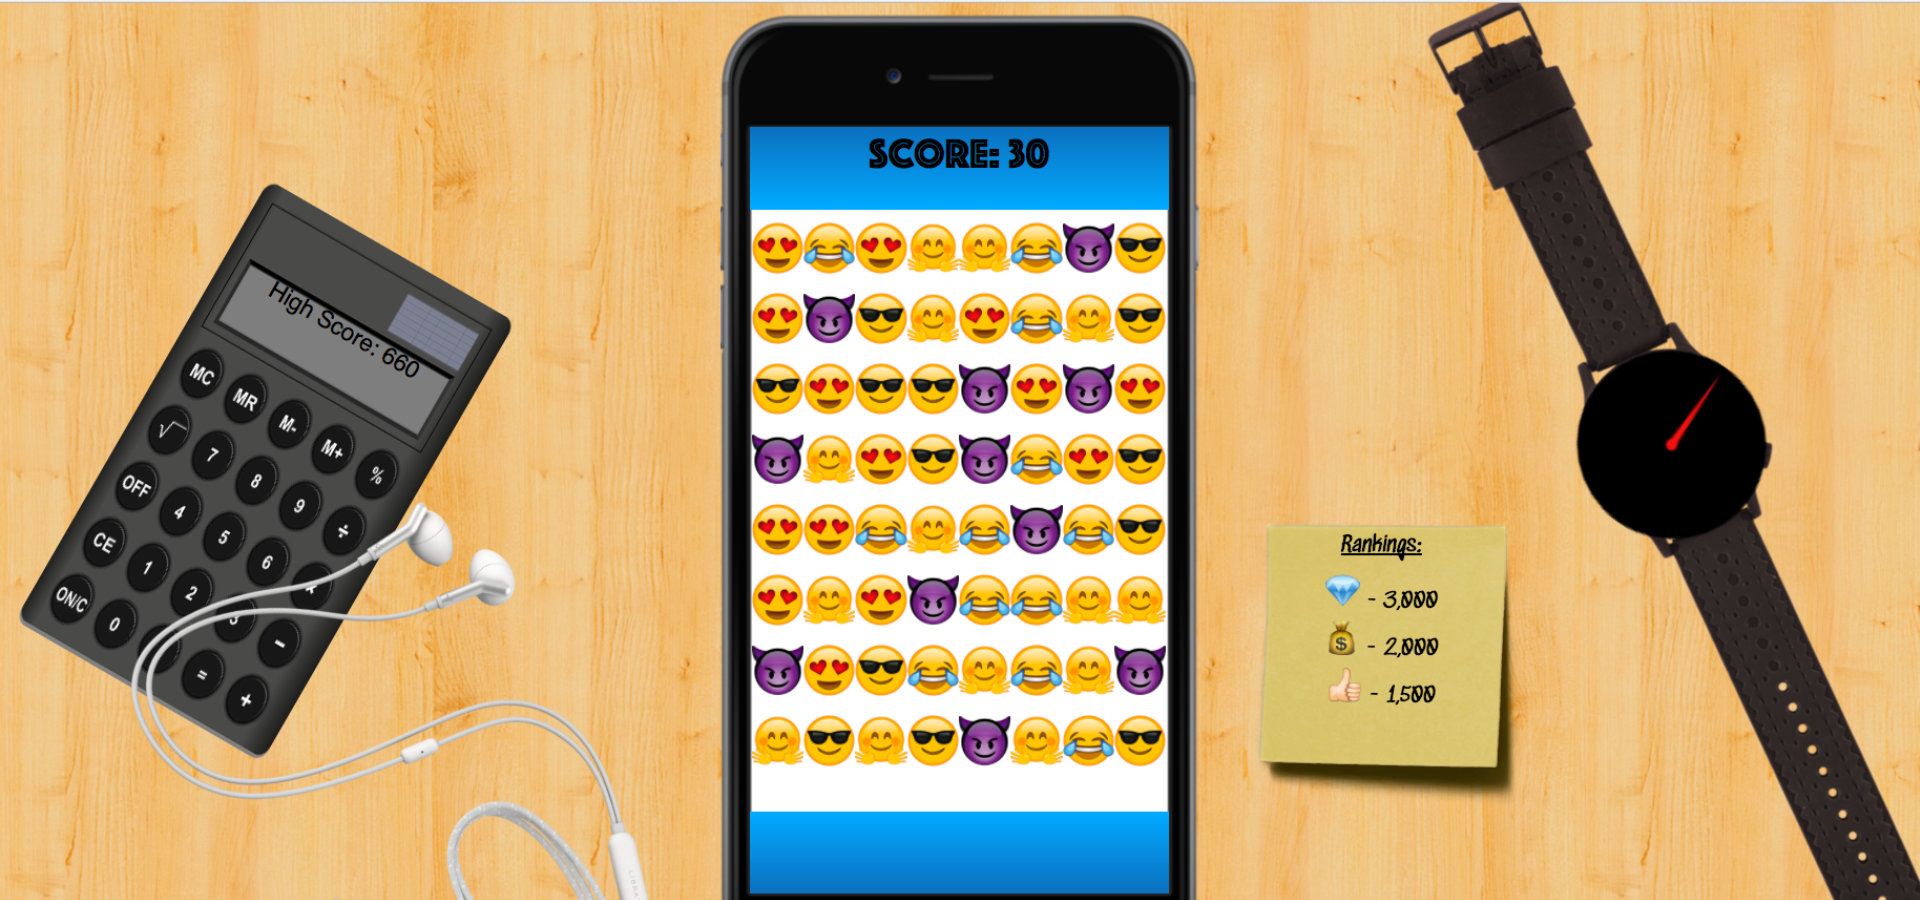 SCORE: 30
High Score: 660
MC
MR
M-
M+
%
√
7
8
9
÷
OFF
4
5
6
CE
1
2
3
-
ON/C
0
=
+
Rankings:
- 3,000
- 2,000
- 1,500